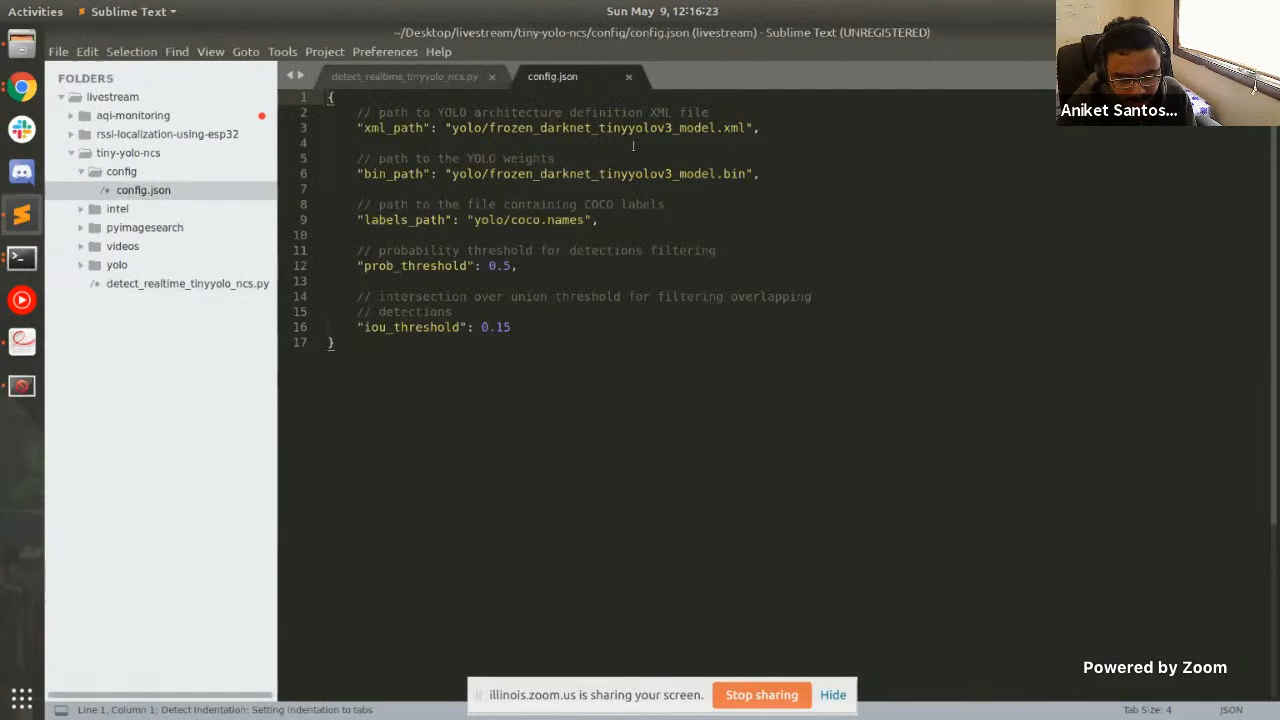 Activities
Sublime Text
Sun May 9, 12:16:23
~/Desktop/livestream/tiny-yolo-ncs/config/config.json (livestream) - Sublime Text (UNREGISTERED)
File Edit Selection Find View Goto Tools Project Preferences Help
FOLDERS
livestream
aqi-monitoring
rssi-localization-using-esp32
tiny-yolo-ncs
config
config.json
intel
pyimagesearch
videos
yolo
detect_realtime_tinyyolo_ncs.py
detect_realtime_tinyyolo_ncs.py
config.json
1 {
2 // path to YOLO architecture definition XML file
3 "xml_path": "yolo/frozen_darknet_tinyyolov3_model.xml",
4
5 // path to the YOLO weights
6 "bin_path": "yolo/frozen_darknet_tinyyolov3_model.bin",
7
8 // path to the file containing COCO labels
9 "labels_path": "yolo/coco.names",
10
11 // probability threshold for detections filtering
12 "prob_threshold": 0.5,
13
14 // intersection over union threshold for filtering overlapping
15 // detections
16 "iou_threshold": 0.15
17 }
Aniket Santos...
Powered by Zoom
illinois.zoom.us is sharing your screen.
Stop sharing
Hide
Line 1, Column 1; Detect Indentation: Setting indentation to tabs
Tab Size: 4
JSON